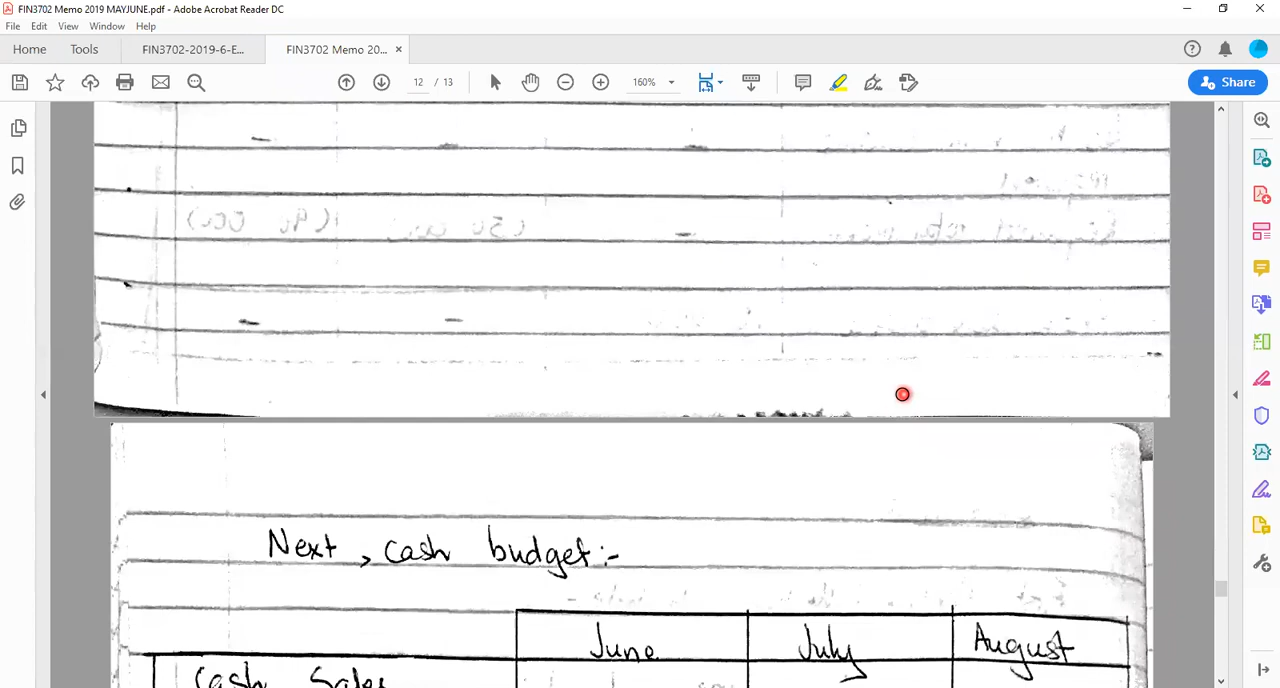 FIN3702 Memo 2019 MAYJUNE.pdf - Adobe Acrobat Reader DC
File Edit View Window Help
Home Tools FIN3702-2019-6-E... FIN3702 Memo 20... ×
12 / 13 160% Share
Next, cash budget:-
June July August
Cash Sales